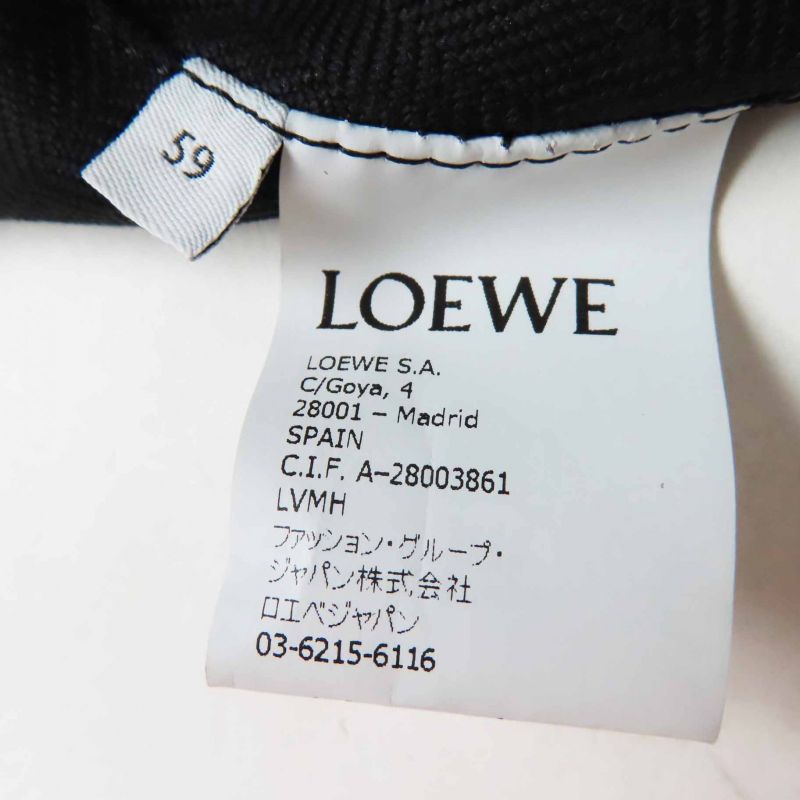 59
LOEWE
LOEWE S.A.
C/Goya, 4
28001 – Madrid
SPAIN
C.I.F. A–28003861
LVMH
ファッション・グループ・
ジャパン株式会社
ロエベジャパン
03-6215-6116